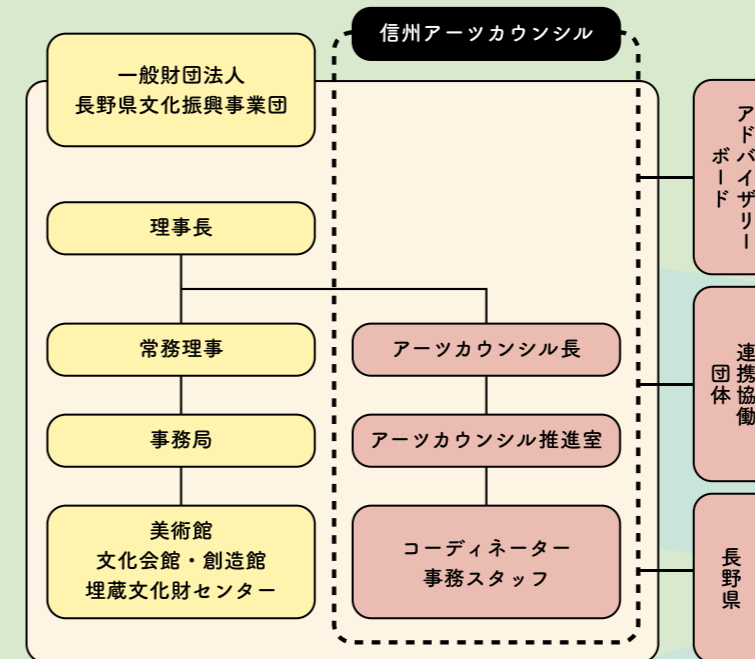 信州アーツカウンシル
一般財団法人
長野県文化振興事業団
理事長
常務理事
事務局
美術館
文化会館・創造館
埋蔵文化財センター
アーツカウンシル長
アーツカウンシル推進室
コーディネーター
事務スタッフ
アドバイザリー
ボード
連携協働
団体
長野県